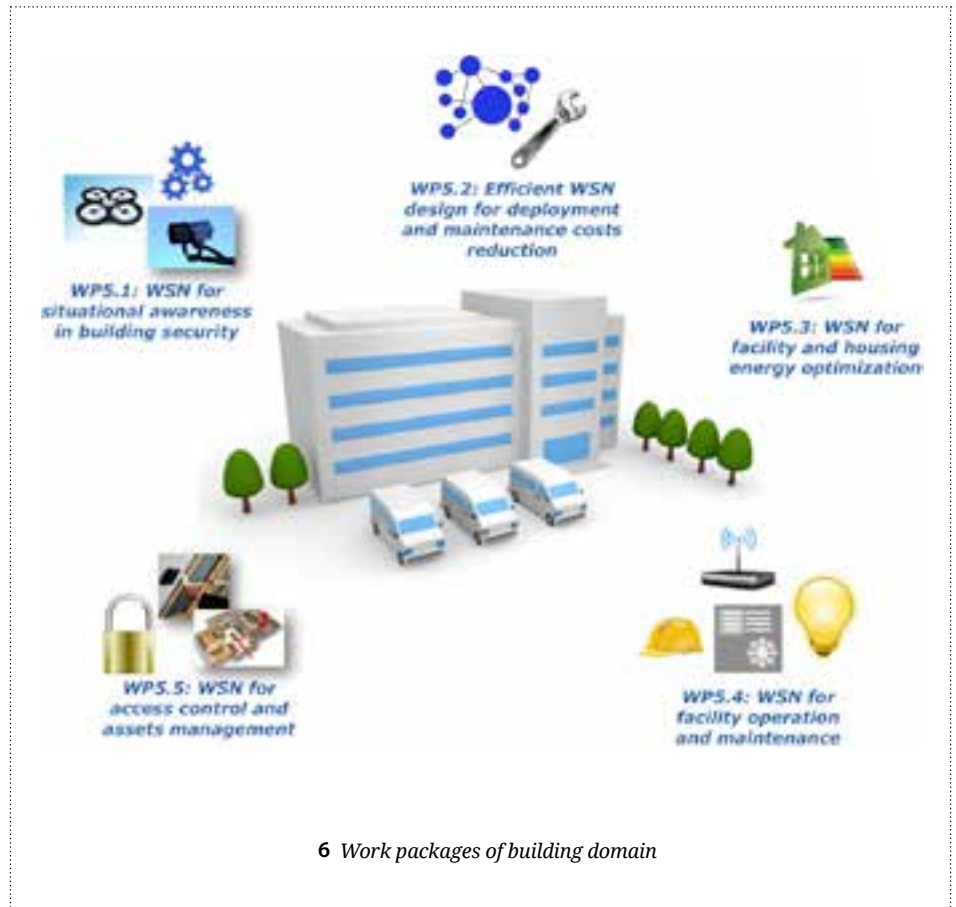 WP5.2: Efficient WSN
design for deployment
and maintenance costs
reduction
WP5.1: WSN for
situational awareness
in building security
WP5.3: WSN for
facility and housing
energy optimization
WP5.5: WSN for
access control and
assets management
WP5.4: WSN for
facility operation
and maintenance
6 Work packages of building domain